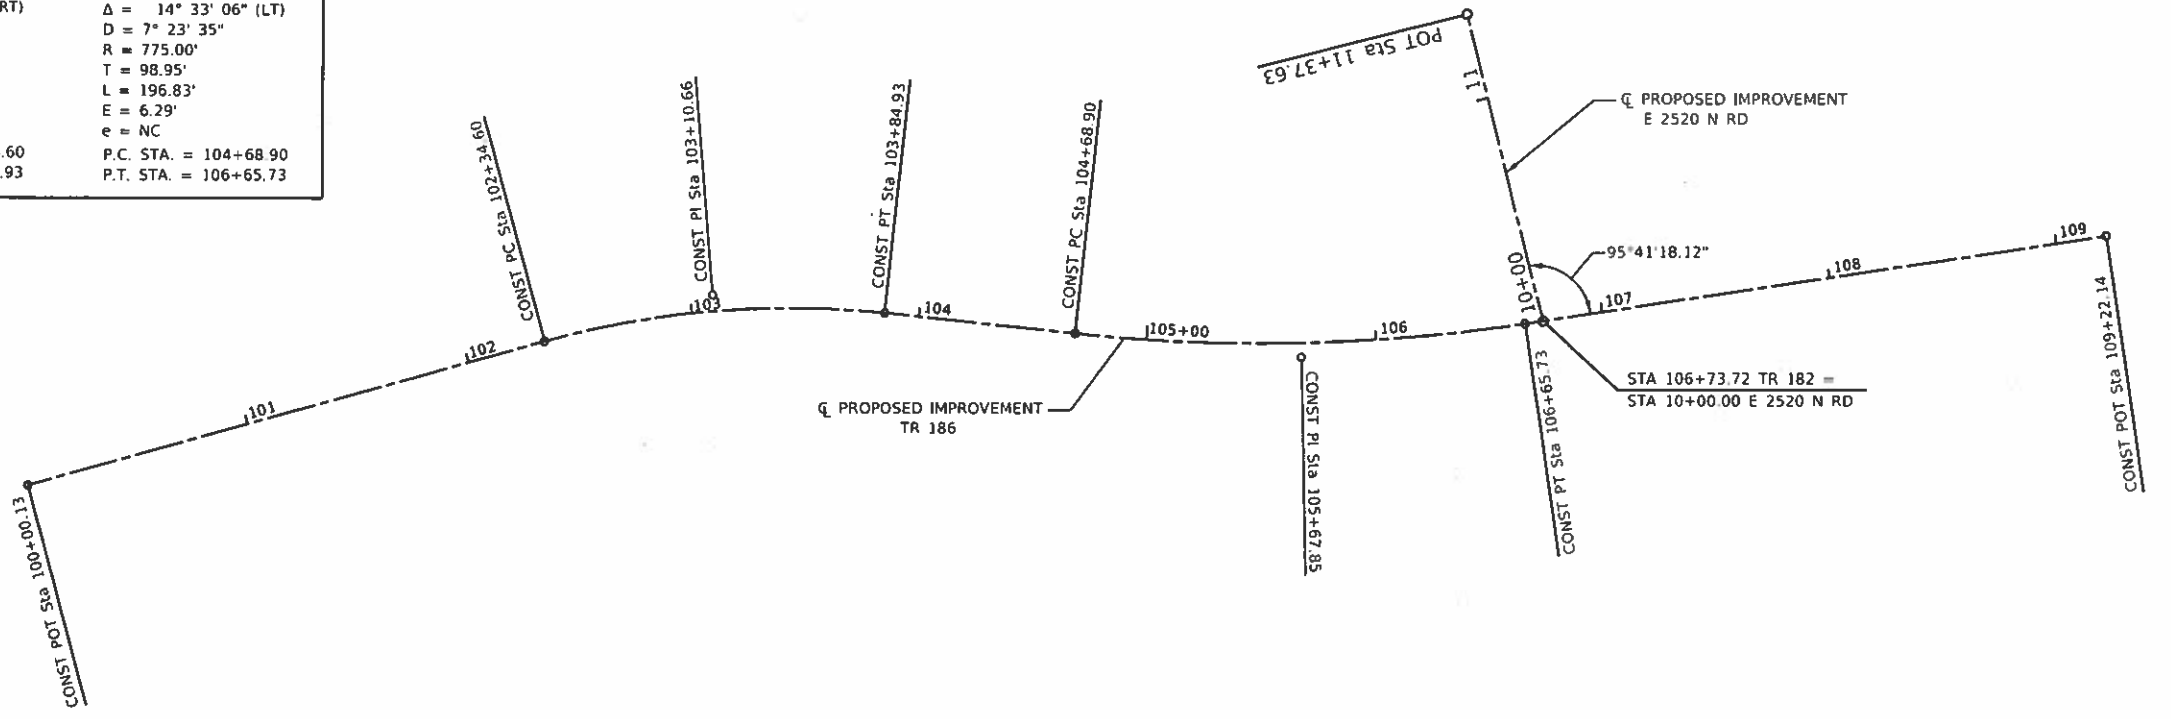 RT)
Δ = 14° 33' 06" (LT)
D = 7° 23' 35"
R = 775.00'
T = 98.95'
L = 196.83'
E = 6.29'
e = NC
.60
P.C. STA. = 104+68.90
.93
P.T. STA. = 106+65.73
CONST POT Sta 100+00.13
101
102
CONST PC Sta 102+34.60
CONST PI Sta 103+10.66
103
CONST PT Sta 103+84.93
104
CONST PC Sta 104+68.90
105+00
℄ PROPOSED IMPROVEMENT
TR 186
CONST PI Sta 105+67.85
106
CONST PT Sta 106+65.73
POT Sta 11+37.63
11
10+00
℄ PROPOSED IMPROVEMENT
E 2520 N RD
95°41'18.12"
107
108
109
STA 106+73.72 TR 182 =
STA 10+00.00 E 2520 N RD
CONST POT Sta 109+22.14